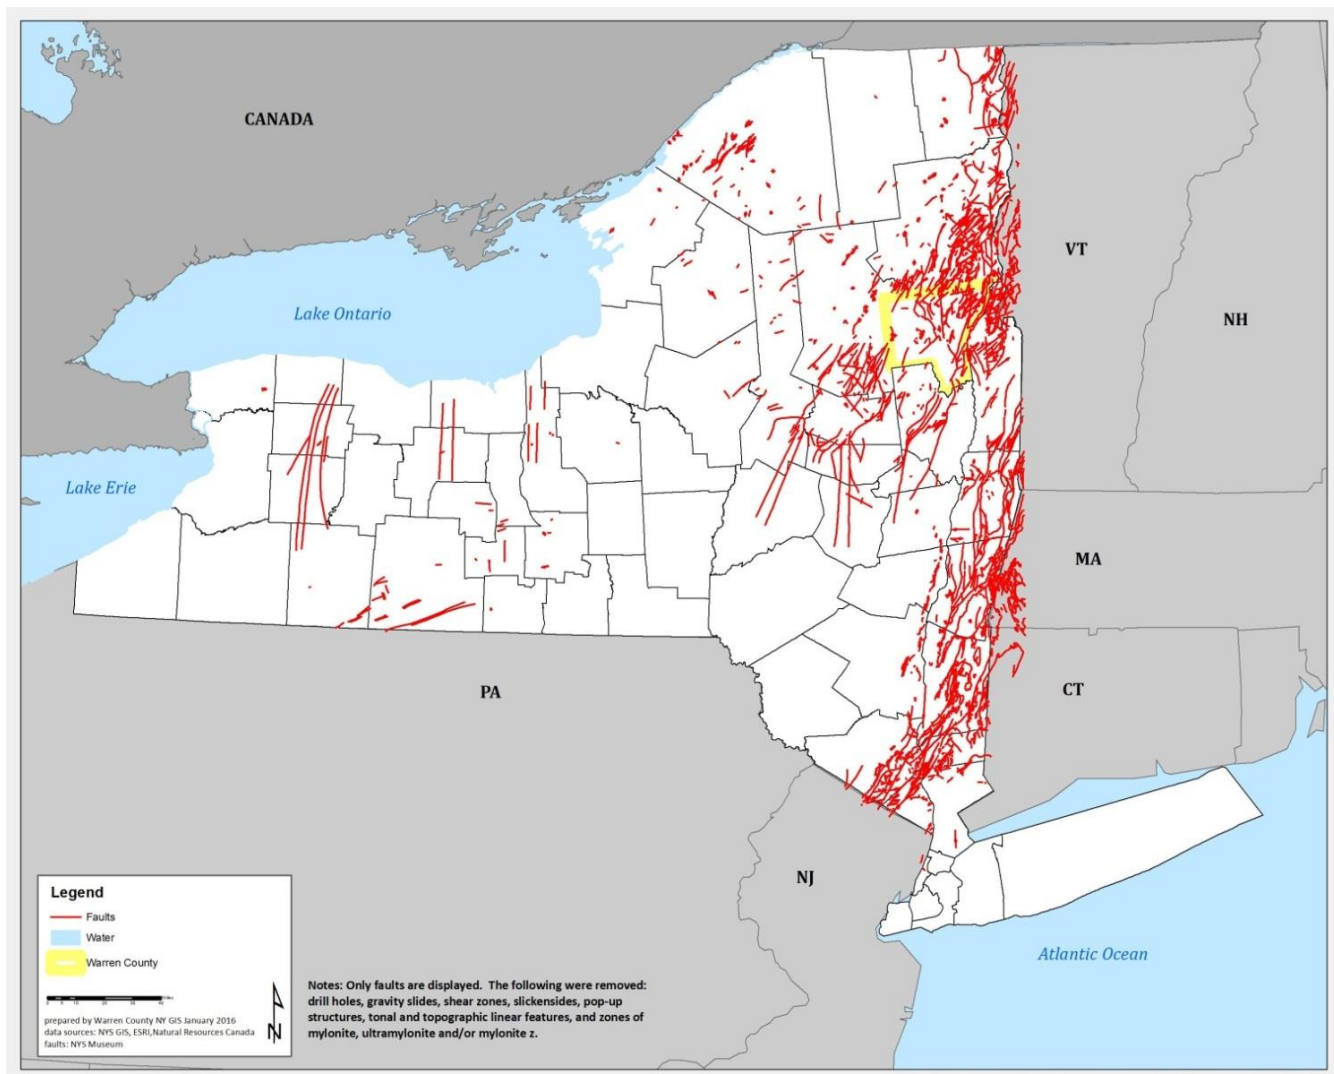 CANADA
Lake Ontario
VT
NH
Lake Erie
MA
PA
CT
NJ
Atlantic Ocean
Legend
Faults
Water
Warren County
prepared by Warren County NY GIS January 2016
data sources: NYS GIS, ESRI,Natural Resources Canada
faults: NYS Museum
N
Notes: Only faults are displayed.  The following were removed:
drill holes, gravity slides, shear zones, slickensides, pop-up
structures, tonal and topographic linear features, and zones of
mylonite, ultramylonite and/or mylonite z.